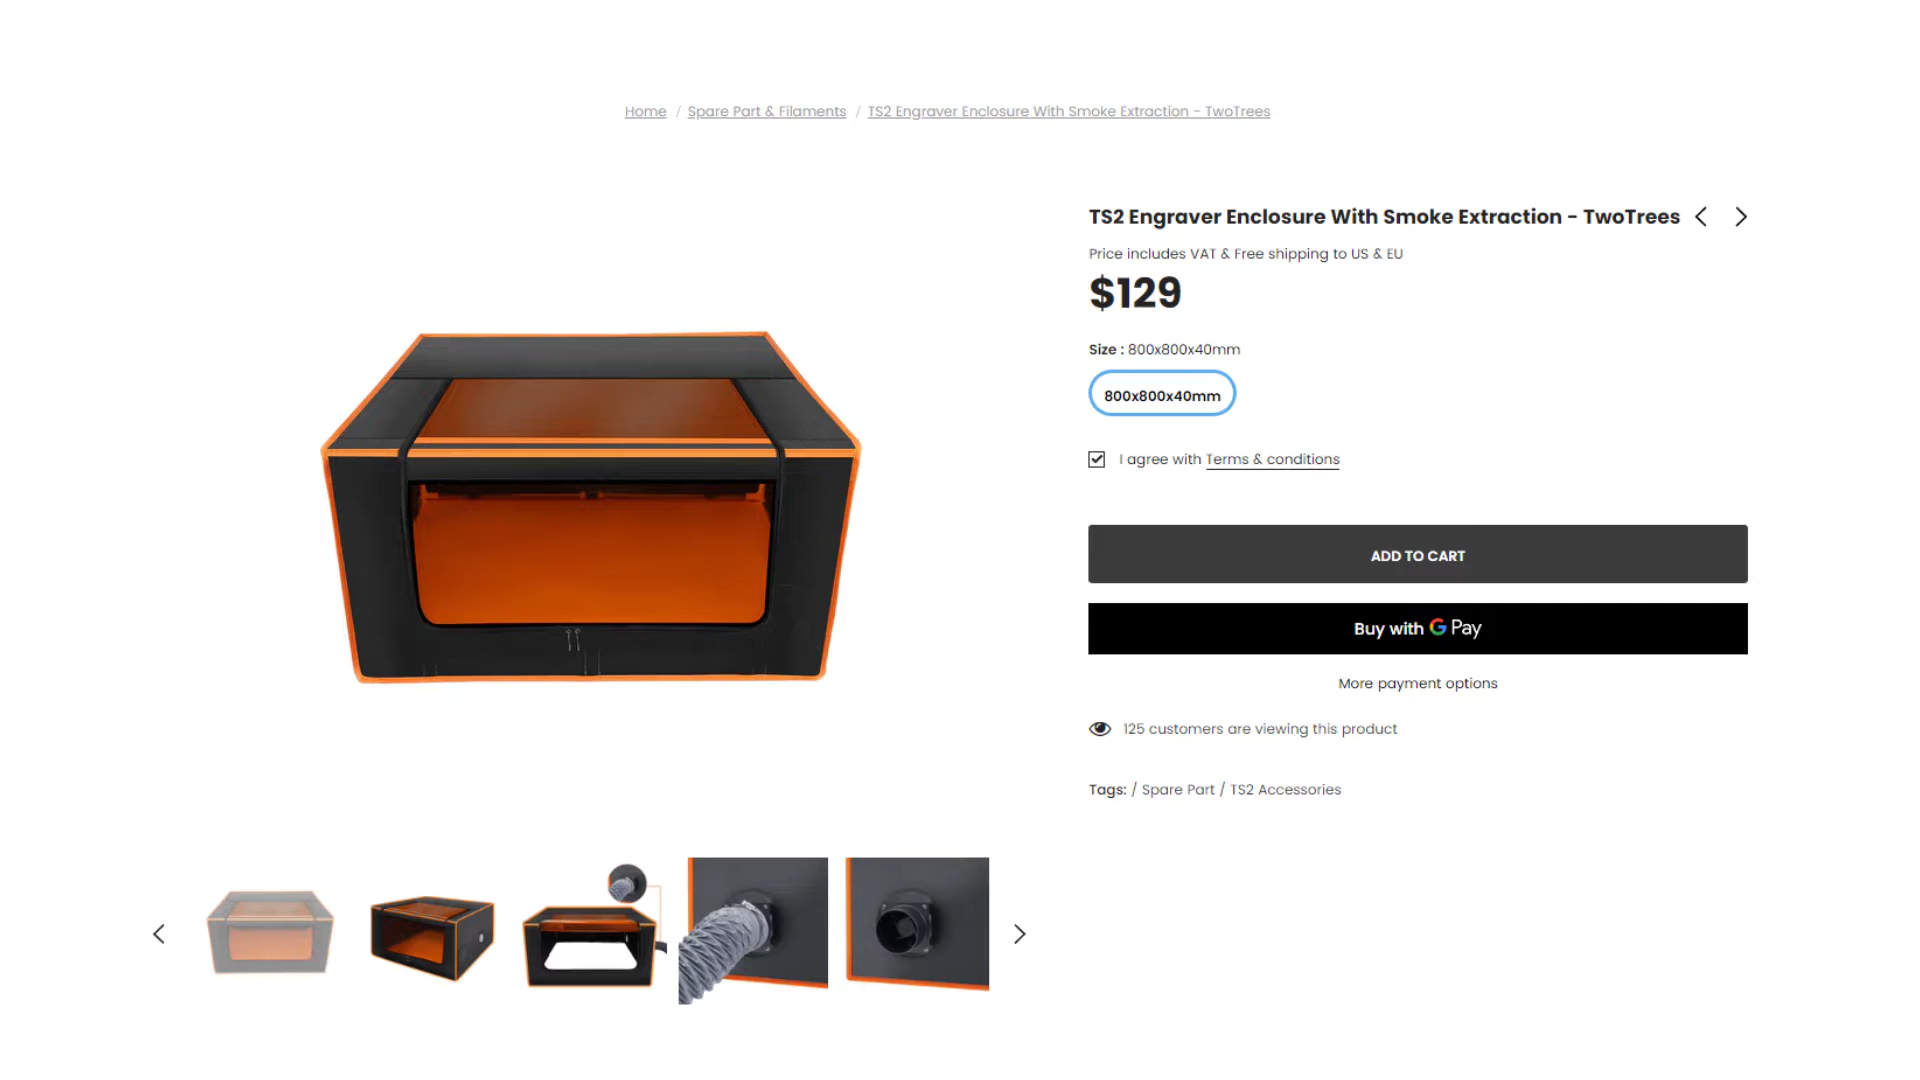 Home / Spare Part & Filaments / TS2 Engraver Enclosure With Smoke Extraction - TwoTrees
TS2 Engraver Enclosure With Smoke Extraction - TwoTrees
Price includes VAT & Free shipping to US & EU
$129
Size : 800x800x40mm
800x800x40mm
I agree with Terms & conditions
ADD TO CART
Buy with G Pay
More payment options
125 customers are viewing this product
Tags: / Spare Part / TS2 Accessories